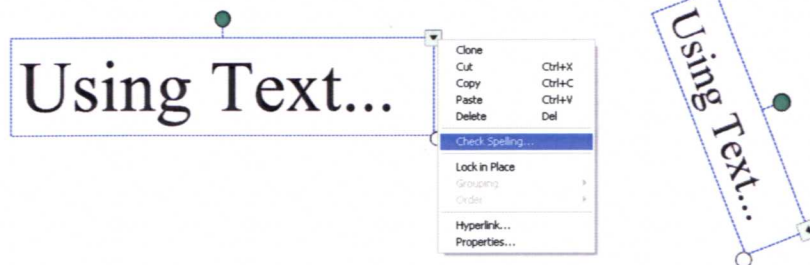 Using Text...
Clone
Cut Ctrl+X
Copy Ctrl+C
Paste Ctrl+V
Delete Del
Check Spelling...
Lock in Place
Grouping
Order
Hyperlink...
Properties...
Using Text...